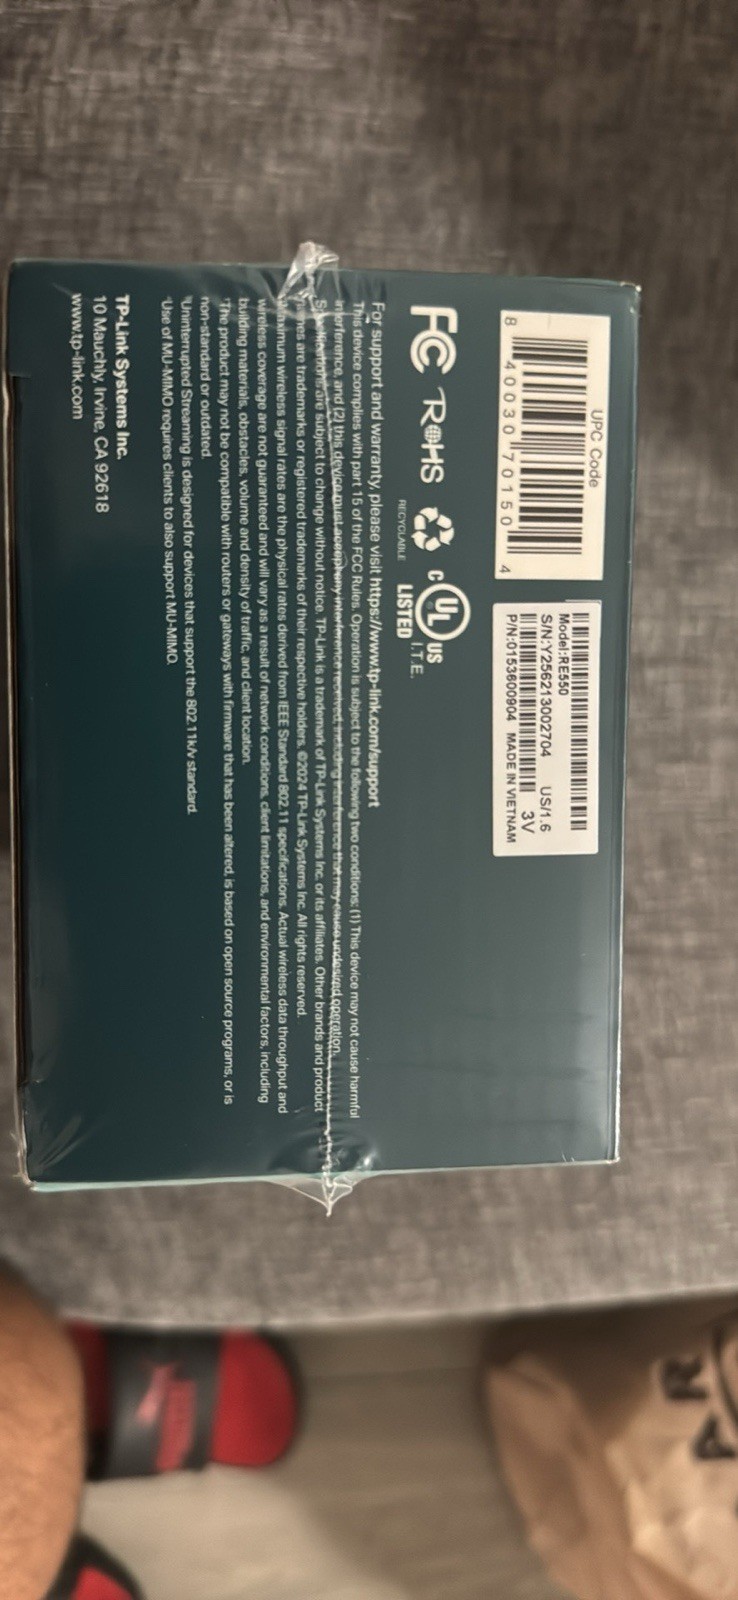 UPC Code
8 40030 70150 4
Model:RE550
S/N:Y256213002704 US/1.6
3V
P/N:0153600904 MADE IN VIETNAM
FC RoHS
RECYCLABLE
C UL US
LISTED
I.T.E.
For support and warranty, please visit https://www.tp-link.com/support
This device complies with part 15 of the FCC Rules. Operation is subject to the following two conditions: (1) This device may not cause harmful
interference, and (2) this device must accept any interference received, including interference that may cause undesired operation.
are subject to change without notice. TP-Link is a trademark of TP-Link Systems Inc. or its affiliates. Other brands and product
are trademarks or registered trademarks of their respective holders. ©2024 TP-Link Systems Inc. All rights reserved.
wireless signal rates are the physical rates derived from IEEE Standard 802.11 specifications. Actual wireless data throughput and
wireless coverage are not guaranteed and will vary as a result of network conditions, client limitations, and environmental factors, including
building materials, obstacles, volume and density of traffic, and client location.
The product may not be compatible with routers or gateways with firmware that has been altered, is based on open source programs, or is
non-standard or outdated.
Uninterrupted Streaming is designed for devices that support the 802.11k/v standard.
Use of MU-MIMO requires clients to also support MU-MIMO.
TP-Link Systems Inc.
10 Mauchly, Irvine, CA 92618
www.tp-link.com